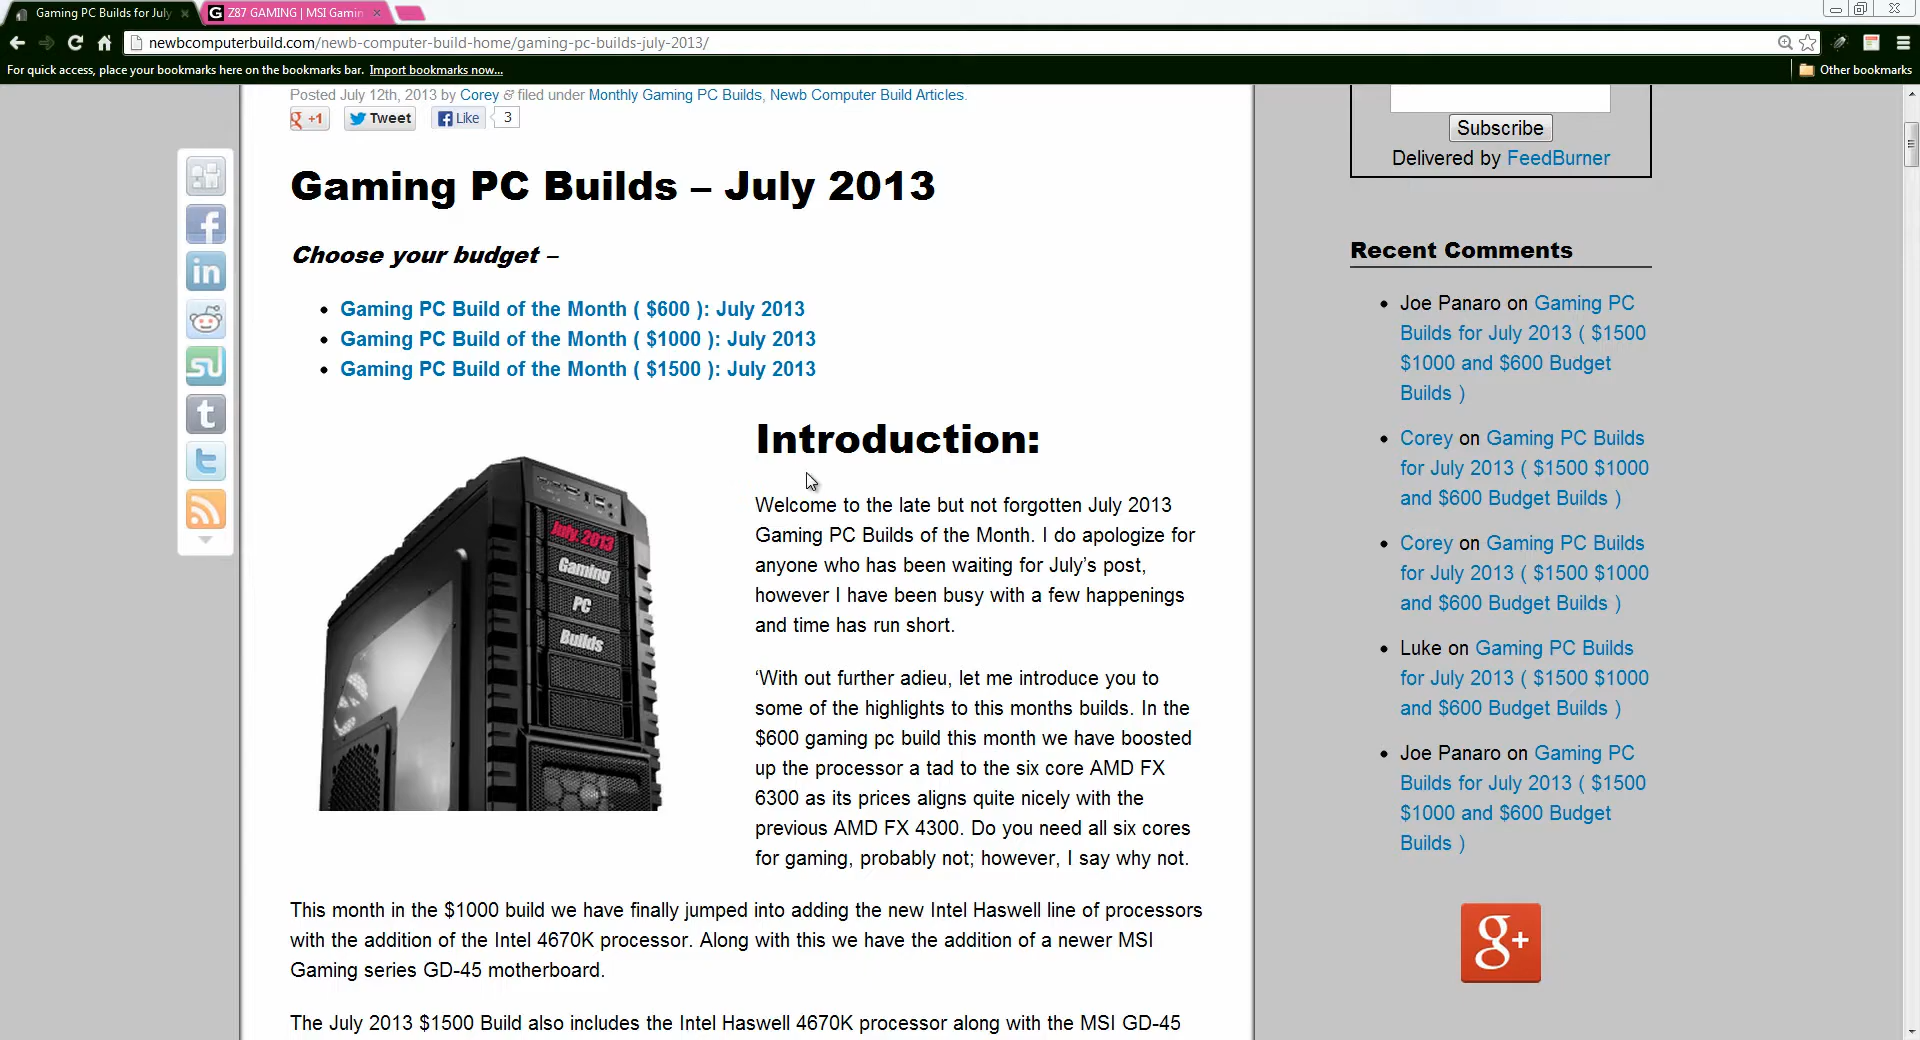 Gaming PC Builds for July
Z87 GAMING | MSI Gamin
newbcomputerbuild.com/newb-computer-build-home/gaming-pc-builds-july-2013/
For quick access, place your bookmarks here on the bookmarks bar. Import bookmarks now...
Other bookmarks
Posted July 12th, 2013 by Corey & filed under Monthly Gaming PC Builds, Newb Computer Build Articles.
+1
Tweet
Like
3
Gaming PC Builds – July 2013
Choose your budget –
Gaming PC Build of the Month ( $600 ): July 2013
Gaming PC Build of the Month ( $1000 ): July 2013
Gaming PC Build of the Month ( $1500 ): July 2013
July, 2013
Gaming
PC
Builds
Introduction:
Welcome to the late but not forgotten July 2013
Gaming PC Builds of the Month. I do apologize for
anyone who has been waiting for July’s post,
however I have been busy with a few happenings
and time has run short.
‘With out further adieu, let me introduce you to
some of the highlights to this months builds. In the
$600 gaming pc build this month we have boosted
up the processor a tad to the six core AMD FX
6300 as its prices aligns quite nicely with the
previous AMD FX 4300. Do you need all six cores
for gaming, probably not; however, I say why not.
This month in the $1000 build we have finally jumped into adding the new Intel Haswell line of processors
with the addition of the Intel 4670K processor. Along with this we have the addition of a newer MSI
Gaming series GD-45 motherboard.
The July 2013 $1500 Build also includes the Intel Haswell 4670K processor along with the MSI GD-45
Subscribe
Delivered by FeedBurner
Recent Comments
Joe Panaro on Gaming PC
Builds for July 2013 ( $1500
$1000 and $600 Budget
Builds )
Corey on Gaming PC Builds
for July 2013 ( $1500 $1000
and $600 Budget Builds )
Corey on Gaming PC Builds
for July 2013 ( $1500 $1000
and $600 Budget Builds )
Luke on Gaming PC Builds
for July 2013 ( $1500 $1000
and $600 Budget Builds )
Joe Panaro on Gaming PC
Builds for July 2013 ( $1500
$1000 and $600 Budget
Builds )
g+